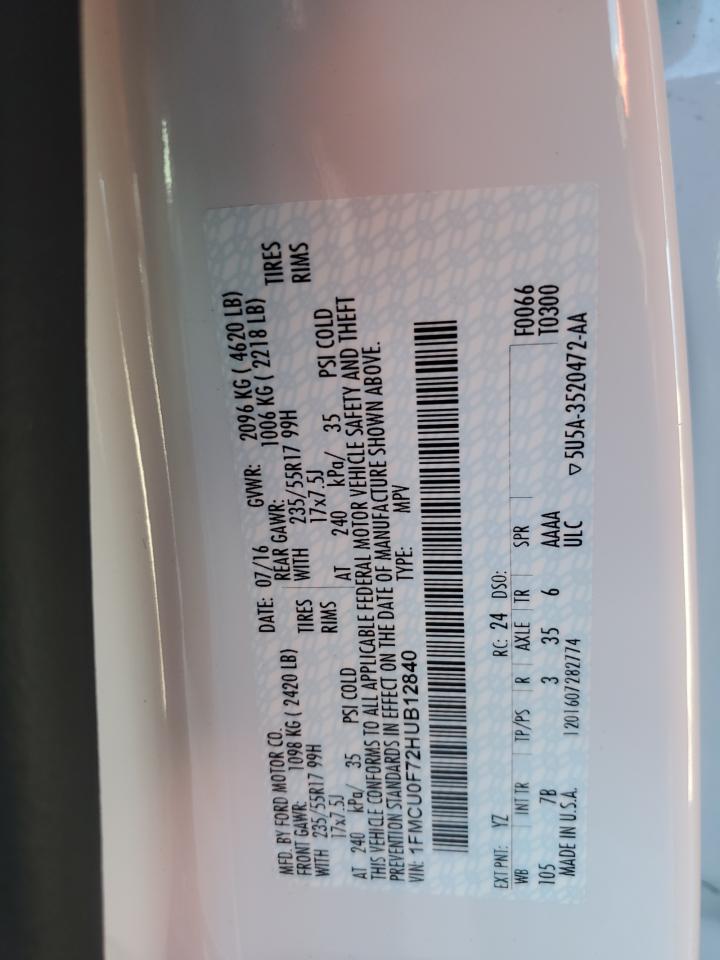 MFD. BY FORD MOTOR CO.
DATE: 07/16 GVWR: 2096 KG ( 4620 LB)
FRONT GAWR: 1098 KG ( 2420 LB) REAR GAWR: 1006 KG ( 2218 LB)
WITH 235/55R17 99H TIRES WITH 235/55R17 99H TIRES
17x7.5J RIMS 17x7.5J RIMS
AT 240 kPa/ 35 PSI COLD AT 240 kPa/ 35 PSI COLD
THIS VEHICLE CONFORMS TO ALL APPLICABLE FEDERAL MOTOR VEHICLE SAFETY AND THEFT
PREVENTION STANDARDS IN EFFECT ON THE DATE OF MANUFACTURE SHOWN ABOVE.
VIN: 1FMCU0F72HUB12840 TYPE: MPV
EXT PNT: YZ RC: 24 DSO:
WB INT TR TP/PS R AXLE TR SPR F0066
105 7B 3 35 6 AAAA T0300
MADE IN U.S.A. 1201607282774 ULC ▽5U5A-3520472-AA